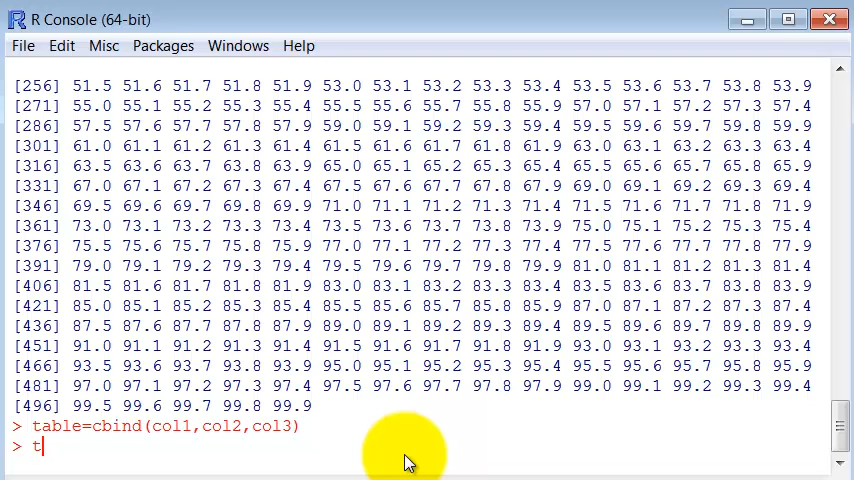 R Console (64-bit)
File Edit Misc Packages Windows Help
[256] 51.5 51.6 51.7 51.8 51.9 53.0 53.1 53.2 53.3 53.4 53.5 53.6 53.7 53.8 53.9
[271] 55.0 55.1 55.2 55.3 55.4 55.5 55.6 55.7 55.8 55.9 57.0 57.1 57.2 57.3 57.4
[286] 57.5 57.6 57.7 57.8 57.9 59.0 59.1 59.2 59.3 59.4 59.5 59.6 59.7 59.8 59.9
[301] 61.0 61.1 61.2 61.3 61.4 61.5 61.6 61.7 61.8 61.9 63.0 63.1 63.2 63.3 63.4
[316] 63.5 63.6 63.7 63.8 63.9 65.0 65.1 65.2 65.3 65.4 65.5 65.6 65.7 65.8 65.9
[331] 67.0 67.1 67.2 67.3 67.4 67.5 67.6 67.7 67.8 67.9 69.0 69.1 69.2 69.3 69.4
[346] 69.5 69.6 69.7 69.8 69.9 71.0 71.1 71.2 71.3 71.4 71.5 71.6 71.7 71.8 71.9
[361] 73.0 73.1 73.2 73.3 73.4 73.5 73.6 73.7 73.8 73.9 75.0 75.1 75.2 75.3 75.4
[376] 75.5 75.6 75.7 75.8 75.9 77.0 77.1 77.2 77.3 77.4 77.5 77.6 77.7 77.8 77.9
[391] 79.0 79.1 79.2 79.3 79.4 79.5 79.6 79.7 79.8 79.9 81.0 81.1 81.2 81.3 81.4
[406] 81.5 81.6 81.7 81.8 81.9 83.0 83.1 83.2 83.3 83.4 83.5 83.6 83.7 83.8 83.9
[421] 85.0 85.1 85.2 85.3 85.4 85.5 85.6 85.7 85.8 85.9 87.0 87.1 87.2 87.3 87.4
[436] 87.5 87.6 87.7 87.8 87.9 89.0 89.1 89.2 89.3 89.4 89.5 89.6 89.7 89.8 89.9
[451] 91.0 91.1 91.2 91.3 91.4 91.5 91.6 91.7 91.8 91.9 93.0 93.1 93.2 93.3 93.4
[466] 93.5 93.6 93.7 93.8 93.9 95.0 95.1 95.2 95.3 95.4 95.5 95.6 95.7 95.8 95.9
[481] 97.0 97.1 97.2 97.3 97.4 97.5 97.6 97.7 97.8 97.9 99.0 99.1 99.2 99.3 99.4
[496] 99.5 99.6 99.7 99.8 99.9
> table=cbind(col1,col2,col3)
> t